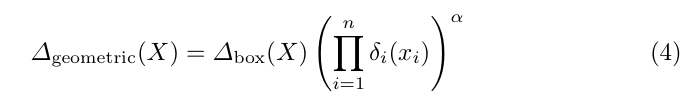 Δ_geometric(X) = Δ_box(X) (∏_{i=1}^{n} δ_i(x_i))^α (4)